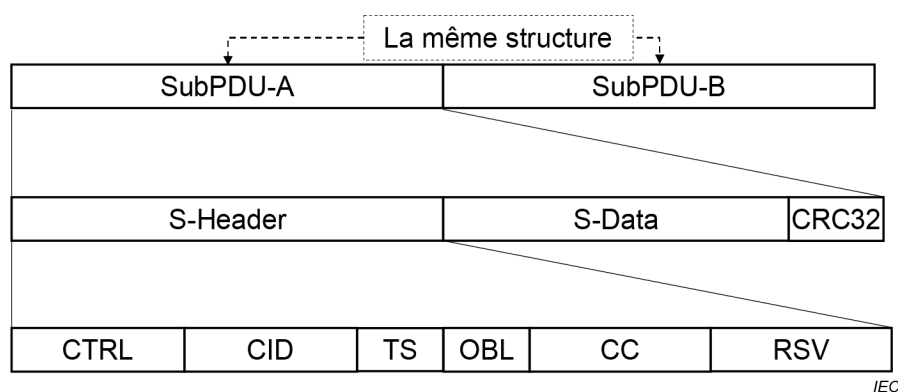 La même structure
SubPDU-A SubPDU-B
S-Header S-Data CRC32
CTRL CID TS OBL CC RSV
IEC